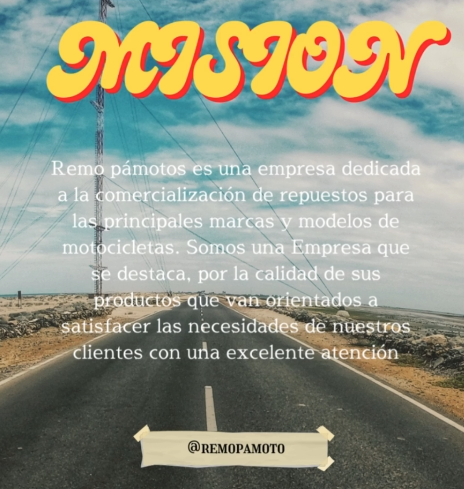 MISION
Remo pámotos es una empresa dedicada
a la comercialización de repuestos para
las principales marcas y modelos de
motocicletas. Somos una Empresa que
se destaca, por la calidad de sus
productos que van orientados a
satisfacer las necesidades de nuestros
clientes con una excelente atención
@REMOPAMOTO